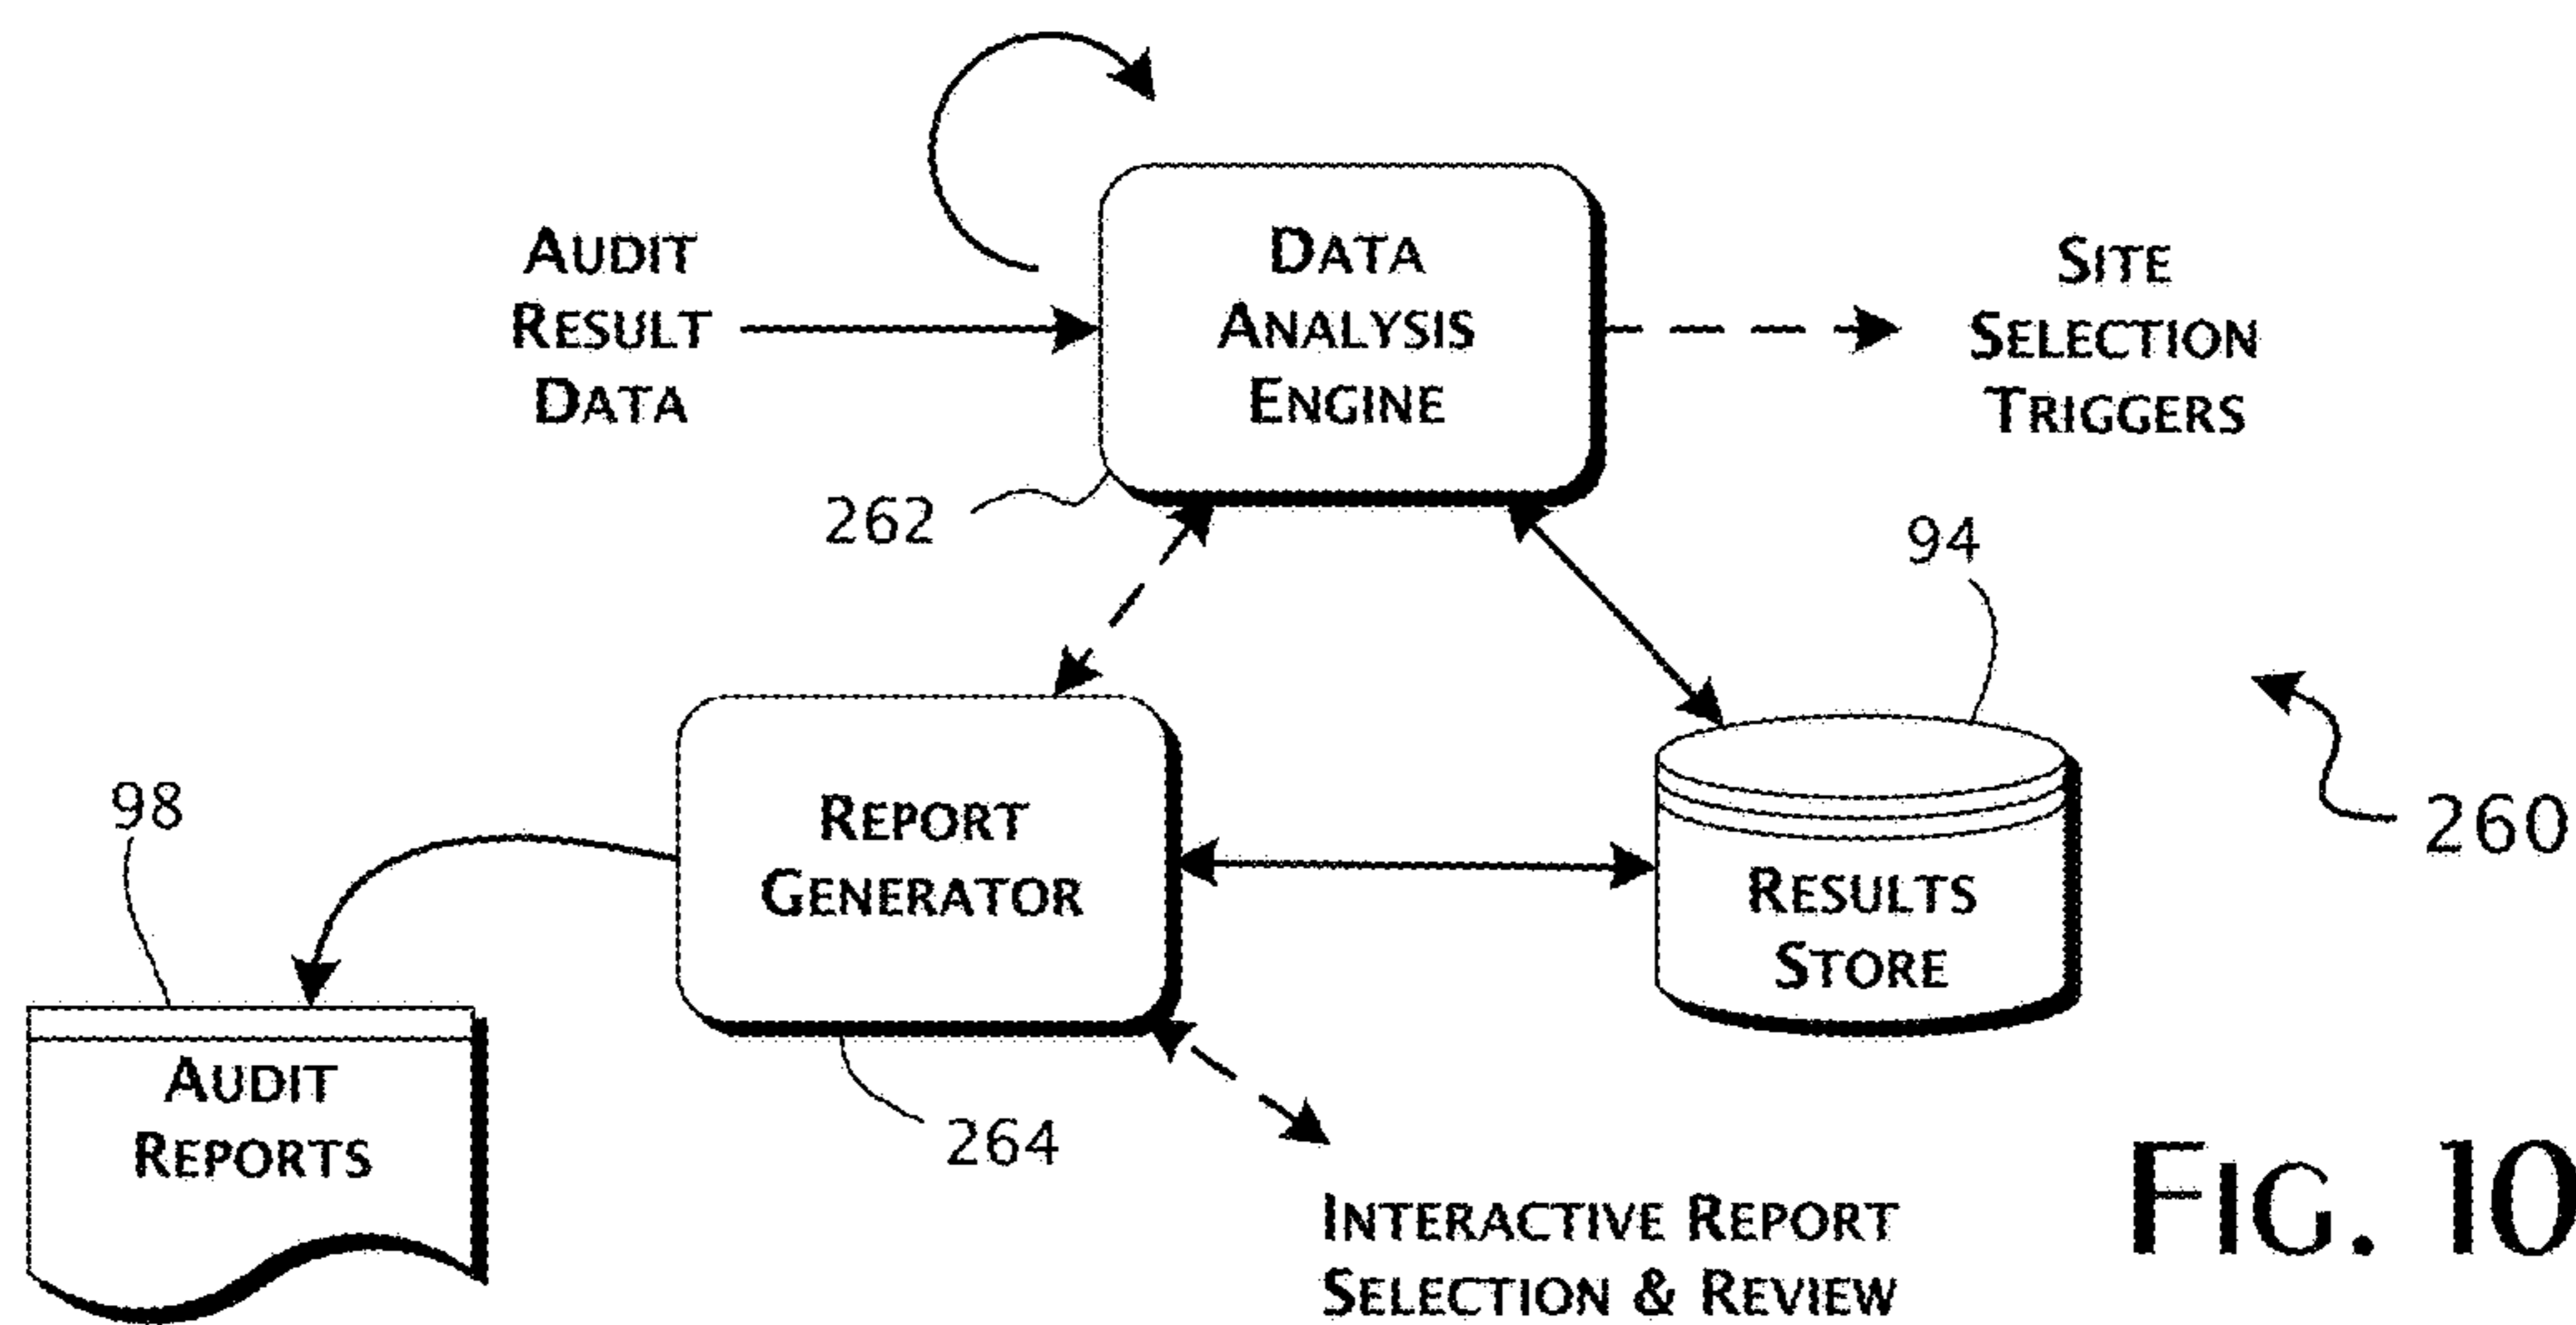 AUDIT
RESULT
DATA
DATA
ANALYSIS
ENGINE
SITE
SELECTION
TRIGGERS
262
94
98
REPORT
GENERATOR
RESULTS
STORE
260
AUDIT
REPORTS
264
INTERACTIVE REPORT
SELECTION & REVIEW
FIG. 10